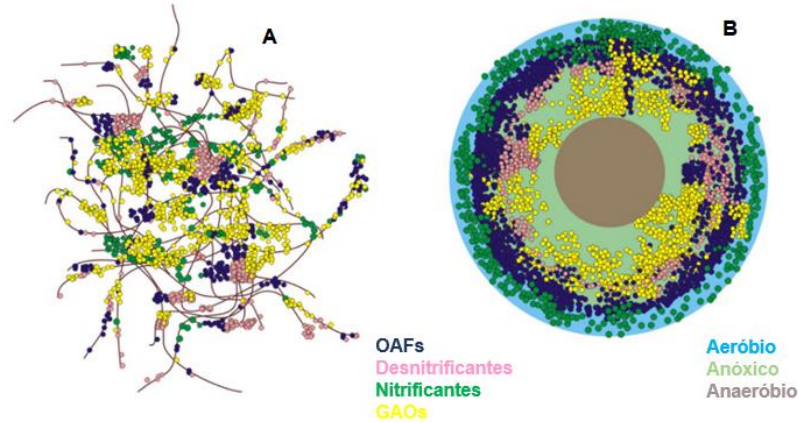 A
B
OAFs
Desnitrificantes
Nitrificantes
GAOs
Aeróbio
Anóxico
Anaeróbio